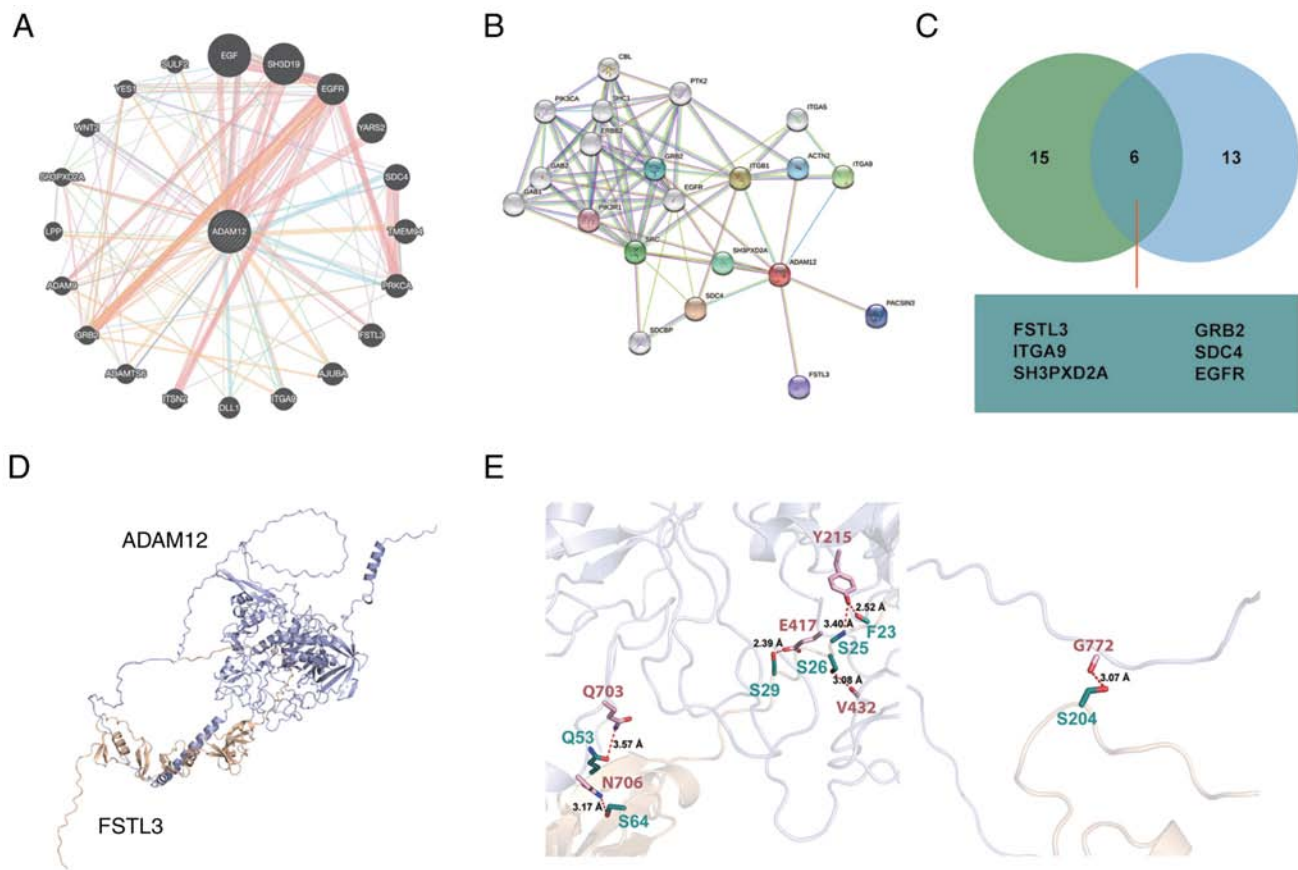 A
EGF
SH3D19
EGFR
YARS2
SDC4
TMEM94
PRKCA
FSTL3
AJUBA
ITGA9
DLL1
ITSN2
ADAMTS6
GRB2
ADAM9
LPP
SH3PXD2A
YES1
SULF2
ADAM12
B
CBL
PTK2
PIK3CA
SHC1
ITGA5
ERBB2
GRB2
ITGB1
ACTN2
ITGA9
GAB2
EGFR
GAB1
PIK3R1
SRC
SH3PXD2A
ADAM12
SDC4
PACSIN3
SDCBP
FSTL3
C
15 6 13
FSTL3 GRB2
ITGA9 SDC4
SH3PXD2A EGFR
D
ADAM12
FSTL3
E
Y215
2.52 Å
E417 3.40 Å F23
2.39 Å S25
S26
S29 3.08 Å
V432
Q703
Q53 3.57 Å
N706
3.17 Å S64
G772
3.07 Å
S204